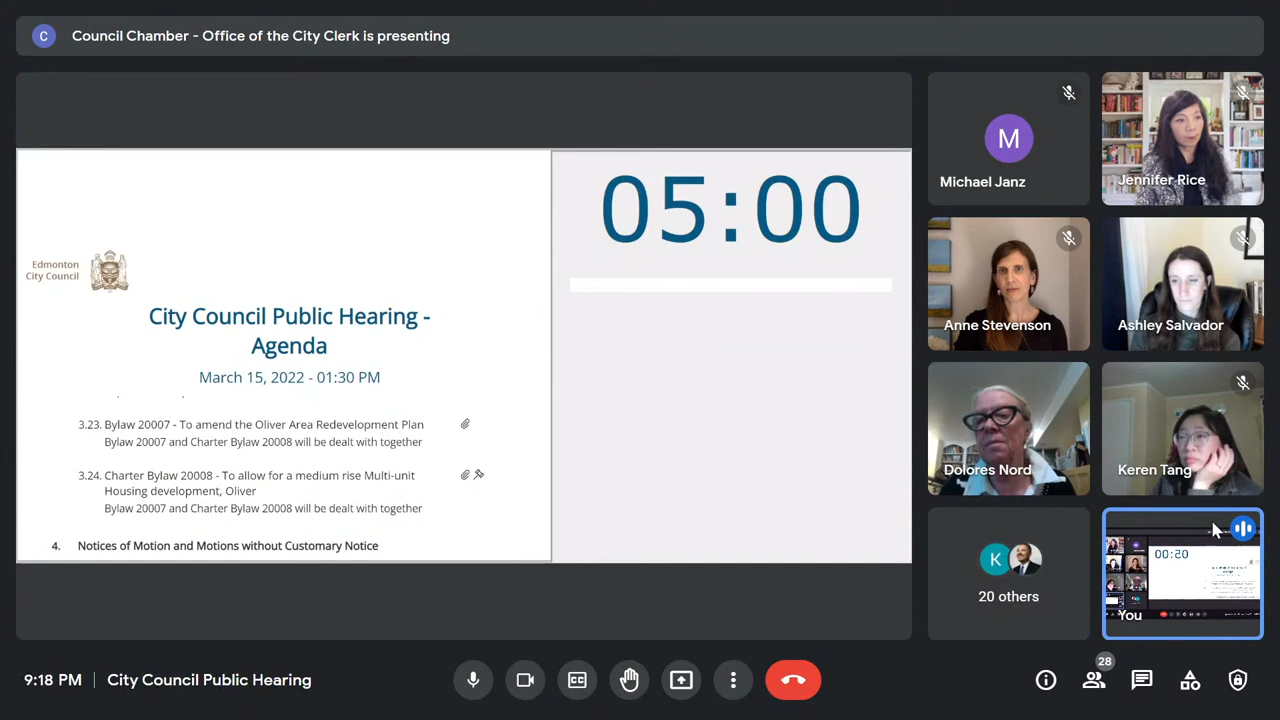 C Council Chamber - Office of the City Clerk is presenting
Edmonton
City Council
City Council Public Hearing -
Agenda
March 15, 2022 - 01:30 PM
3.23. Bylaw 20007 - To amend the Oliver Area Redevelopment Plan
Bylaw 20007 and Charter Bylaw 20008 will be dealt with together
3.24. Charter Bylaw 20008 - To allow for a medium rise Multi-unit
Housing development, Oliver
Bylaw 20007 and Charter Bylaw 20008 will be dealt with together
4. Notices of Motion and Motions without Customary Notice
05:00
M
Michael Janz
Jennifer Rice
Anne Stevenson
Ashley Salvador
Dolores Nord
Keren Tang
K
20 others
05:00
You
9:18 PM | City Council Public Hearing
CC
28